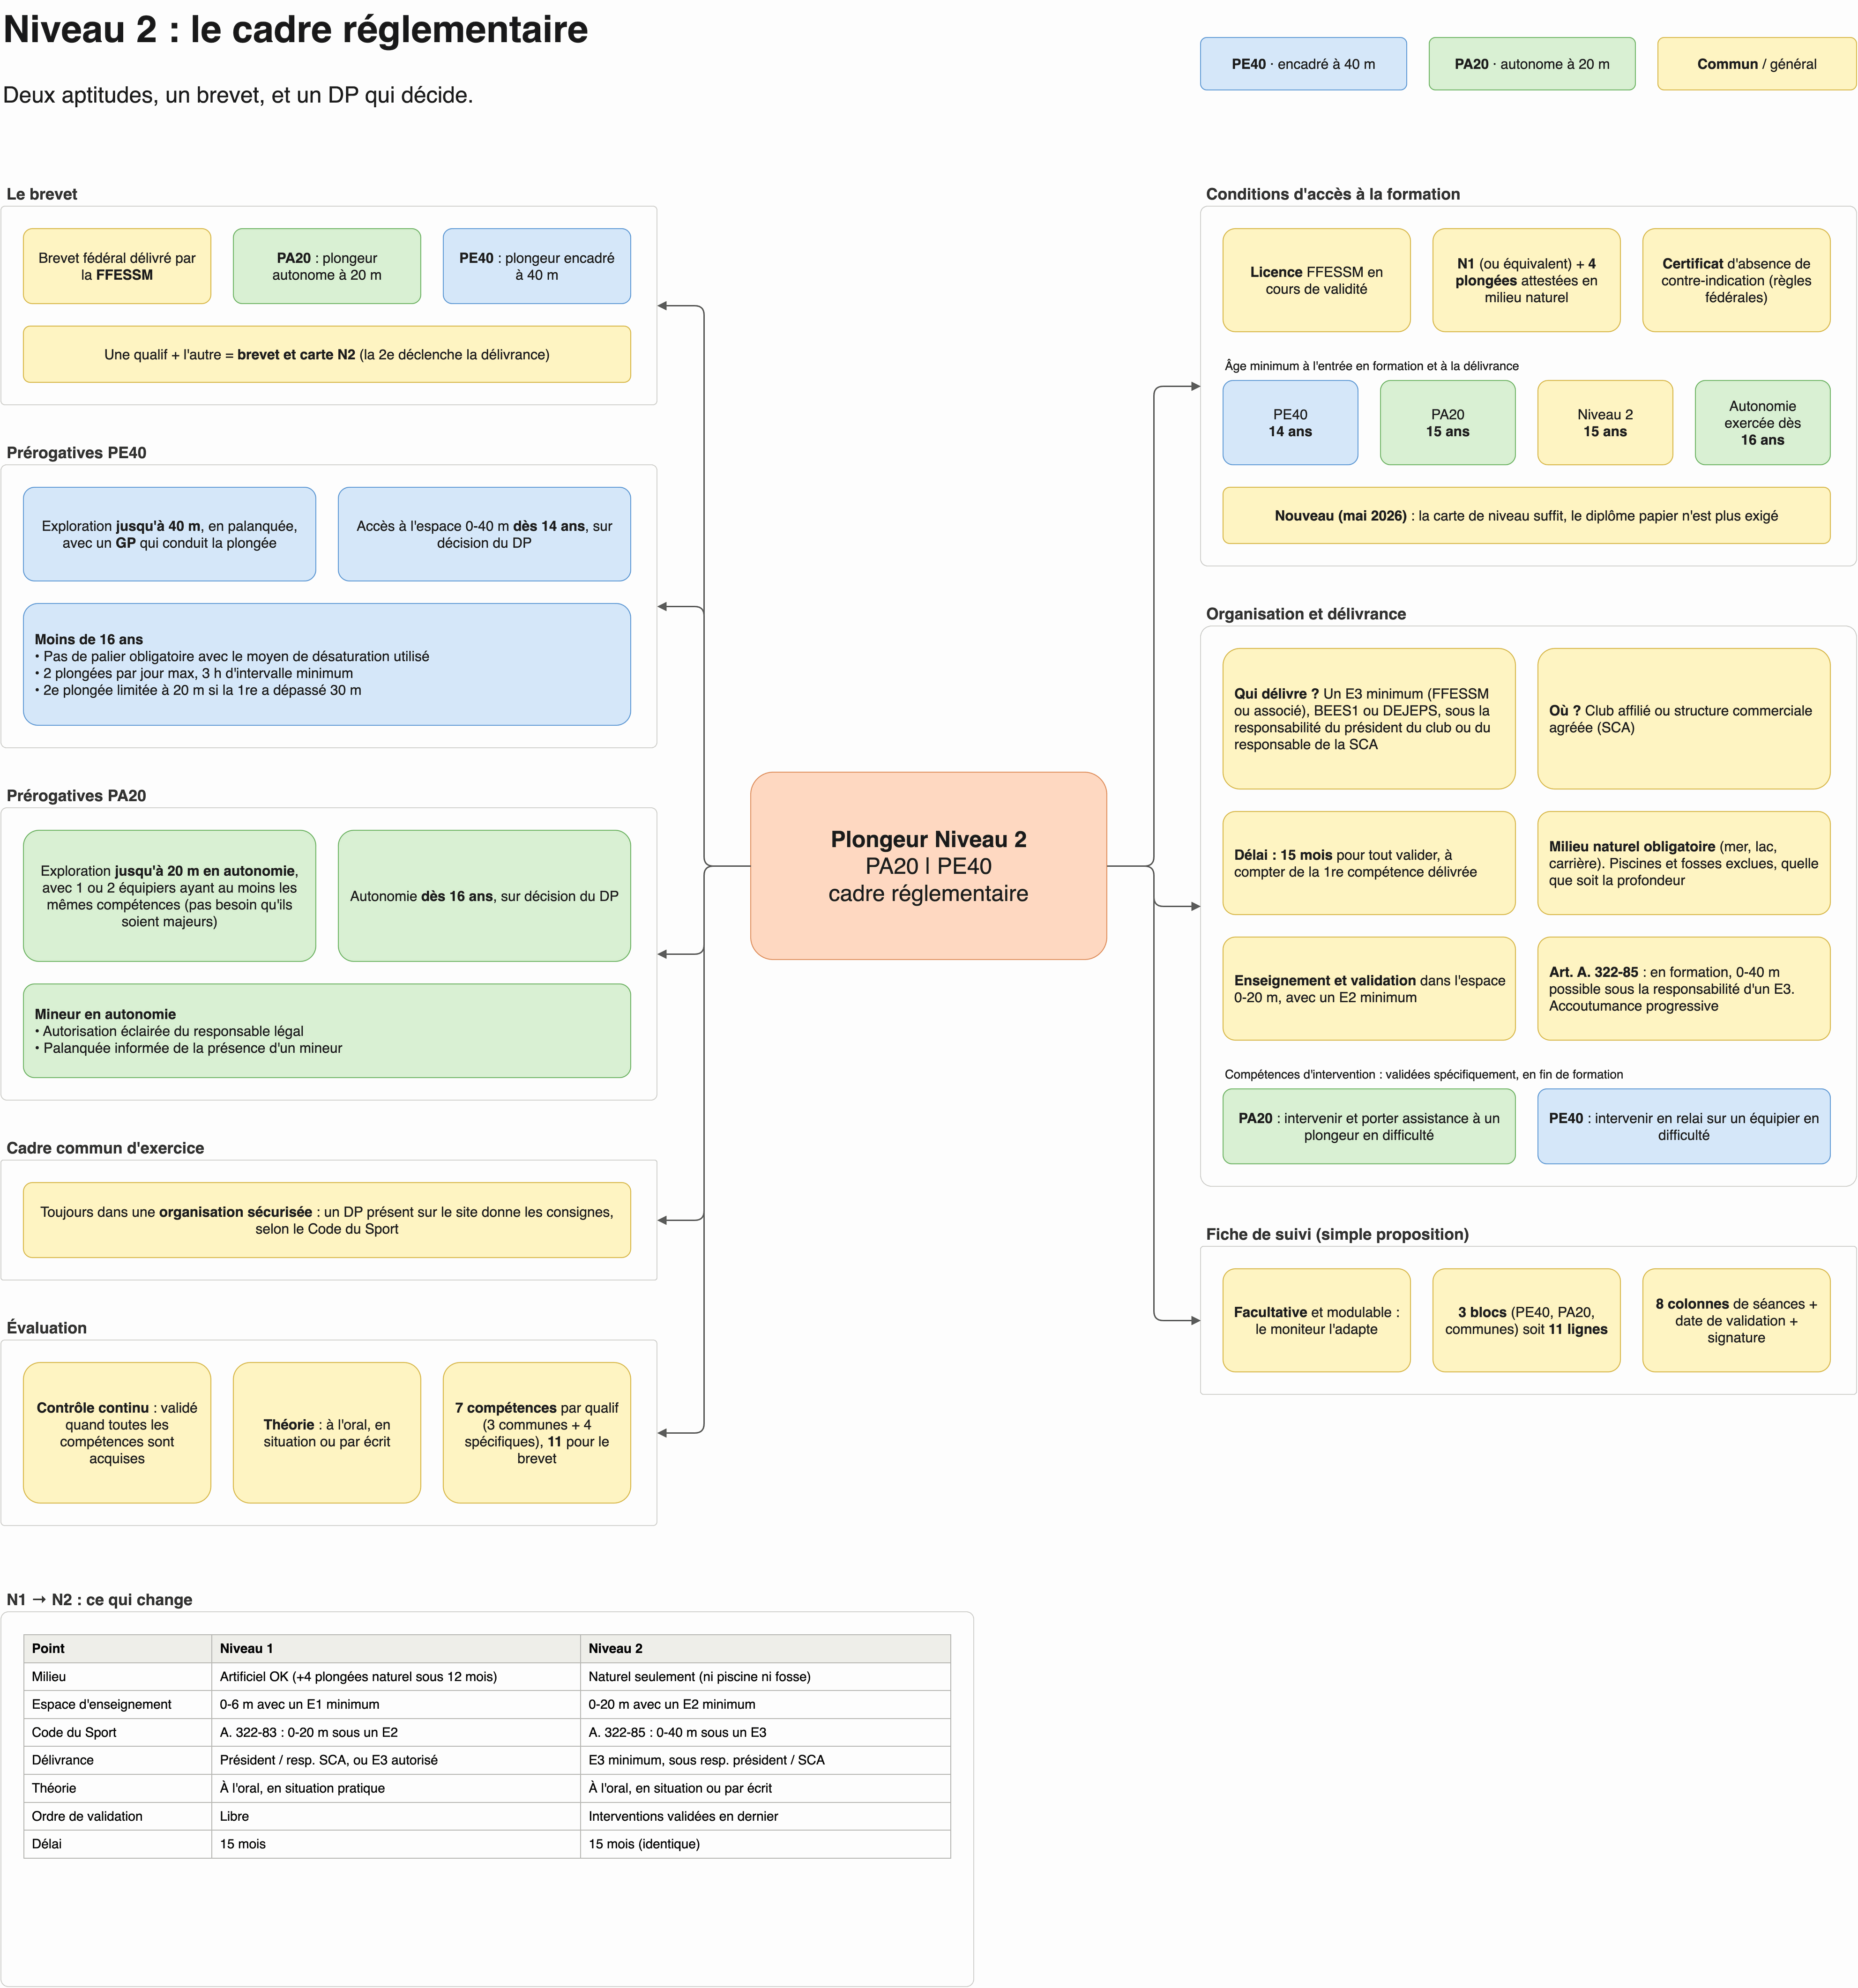 Niveau 2 : le cadre réglementaire
Deux aptitudes, un brevet, et un DP qui décide.
PE40 · encadré à 40 m
PA20 · autonome à 20 m
Commun / général
Le brevet
Brevet fédéral délivré par
la FFESSM
PA20 : plongeur
autonome à 20 m
PE40 : plongeur encadré
à 40 m
Une qualif + l'autre = brevet et carte N2 (la 2e déclenche la délivrance)
Prérogatives PE40
Exploration jusqu'à 40 m, en palanquée,
avec un GP qui conduit la plongée
Accès à l'espace 0-40 m dès 14 ans, sur
décision du DP
Moins de 16 ans
• Pas de palier obligatoire avec le moyen de désaturation utilisé
• 2 plongées par jour max, 3 h d'intervalle minimum
• 2e plongée limitée à 20 m si la 1re a dépassé 30 m
Prérogatives PA20
Exploration jusqu'à 20 m en autonomie,
avec 1 ou 2 équipiers ayant au moins les
mêmes compétences (pas besoin qu'ils
soient majeurs)
Autonomie dès 16 ans, sur décision du DP
Mineur en autonomie
• Autorisation éclairée du responsable légal
• Palanquée informée de la présence d'un mineur
Cadre commun d'exercice
Toujours dans une organisation sécurisée : un DP présent sur le site donne les consignes,
selon le Code du Sport
Évaluation
Contrôle continu : validé
quand toutes les
compétences sont
acquises
Théorie : à l'oral, en
situation ou par écrit
7 compétences par qualif
(3 communes + 4
spécifiques), 11 pour le
brevet
Plongeur Niveau 2
PA20 | PE40
cadre réglementaire
Conditions d'accès à la formation
Licence FFESSM en
cours de validité
N1 (ou équivalent) + 4
plongées attestées en
milieu naturel
Certificat d'absence de
contre-indication (règles
fédérales)
Âge minimum à l'entrée en formation et à la délivrance
PE40
14 ans
PA20
15 ans
Niveau 2
15 ans
Autonomie
exercée dès
16 ans
Nouveau (mai 2026) : la carte de niveau suffit, le diplôme papier n'est plus exigé
Organisation et délivrance
Qui délivre ? Un E3 minimum (FFESSM
ou associé), BEES1 ou DEJEPS, sous la
responsabilité du président du club ou du
responsable de la SCA
Où ? Club affilié ou structure commerciale
agréée (SCA)
Délai : 15 mois pour tout valider, à
compter de la 1re compétence délivrée
Milieu naturel obligatoire (mer, lac,
carrière). Piscines et fosses exclues, quelle
que soit la profondeur
Enseignement et validation dans l'espace
0-20 m, avec un E2 minimum
Art. A. 322-85 : en formation, 0-40 m
possible sous la responsabilité d'un E3.
Accoutumance progressive
Compétences d'intervention : validées spécifiquement, en fin de formation
PA20 : intervenir et porter assistance à un
plongeur en difficulté
PE40 : intervenir en relai sur un équipier en
difficulté
Fiche de suivi (simple proposition)
Facultative et modulable :
le moniteur l'adapte
3 blocs (PE40, PA20,
communes) soit 11 lignes
8 colonnes de séances +
date de validation +
signature
N1 → N2 : ce qui change
Point Niveau 1 Niveau 2
Milieu Artificiel OK (+4 plongées naturel sous 12 mois) Naturel seulement (ni piscine ni fosse)
Espace d'enseignement 0-6 m avec un E1 minimum 0-20 m avec un E2 minimum
Code du Sport A. 322-83 : 0-20 m sous un E2 A. 322-85 : 0-40 m sous un E3
Délivrance Président / resp. SCA, ou E3 autorisé E3 minimum, sous resp. président / SCA
Théorie À l'oral, en situation pratique À l'oral, en situation ou par écrit
Ordre de validation Libre Interventions validées en dernier
Délai 15 mois 15 mois (identique)